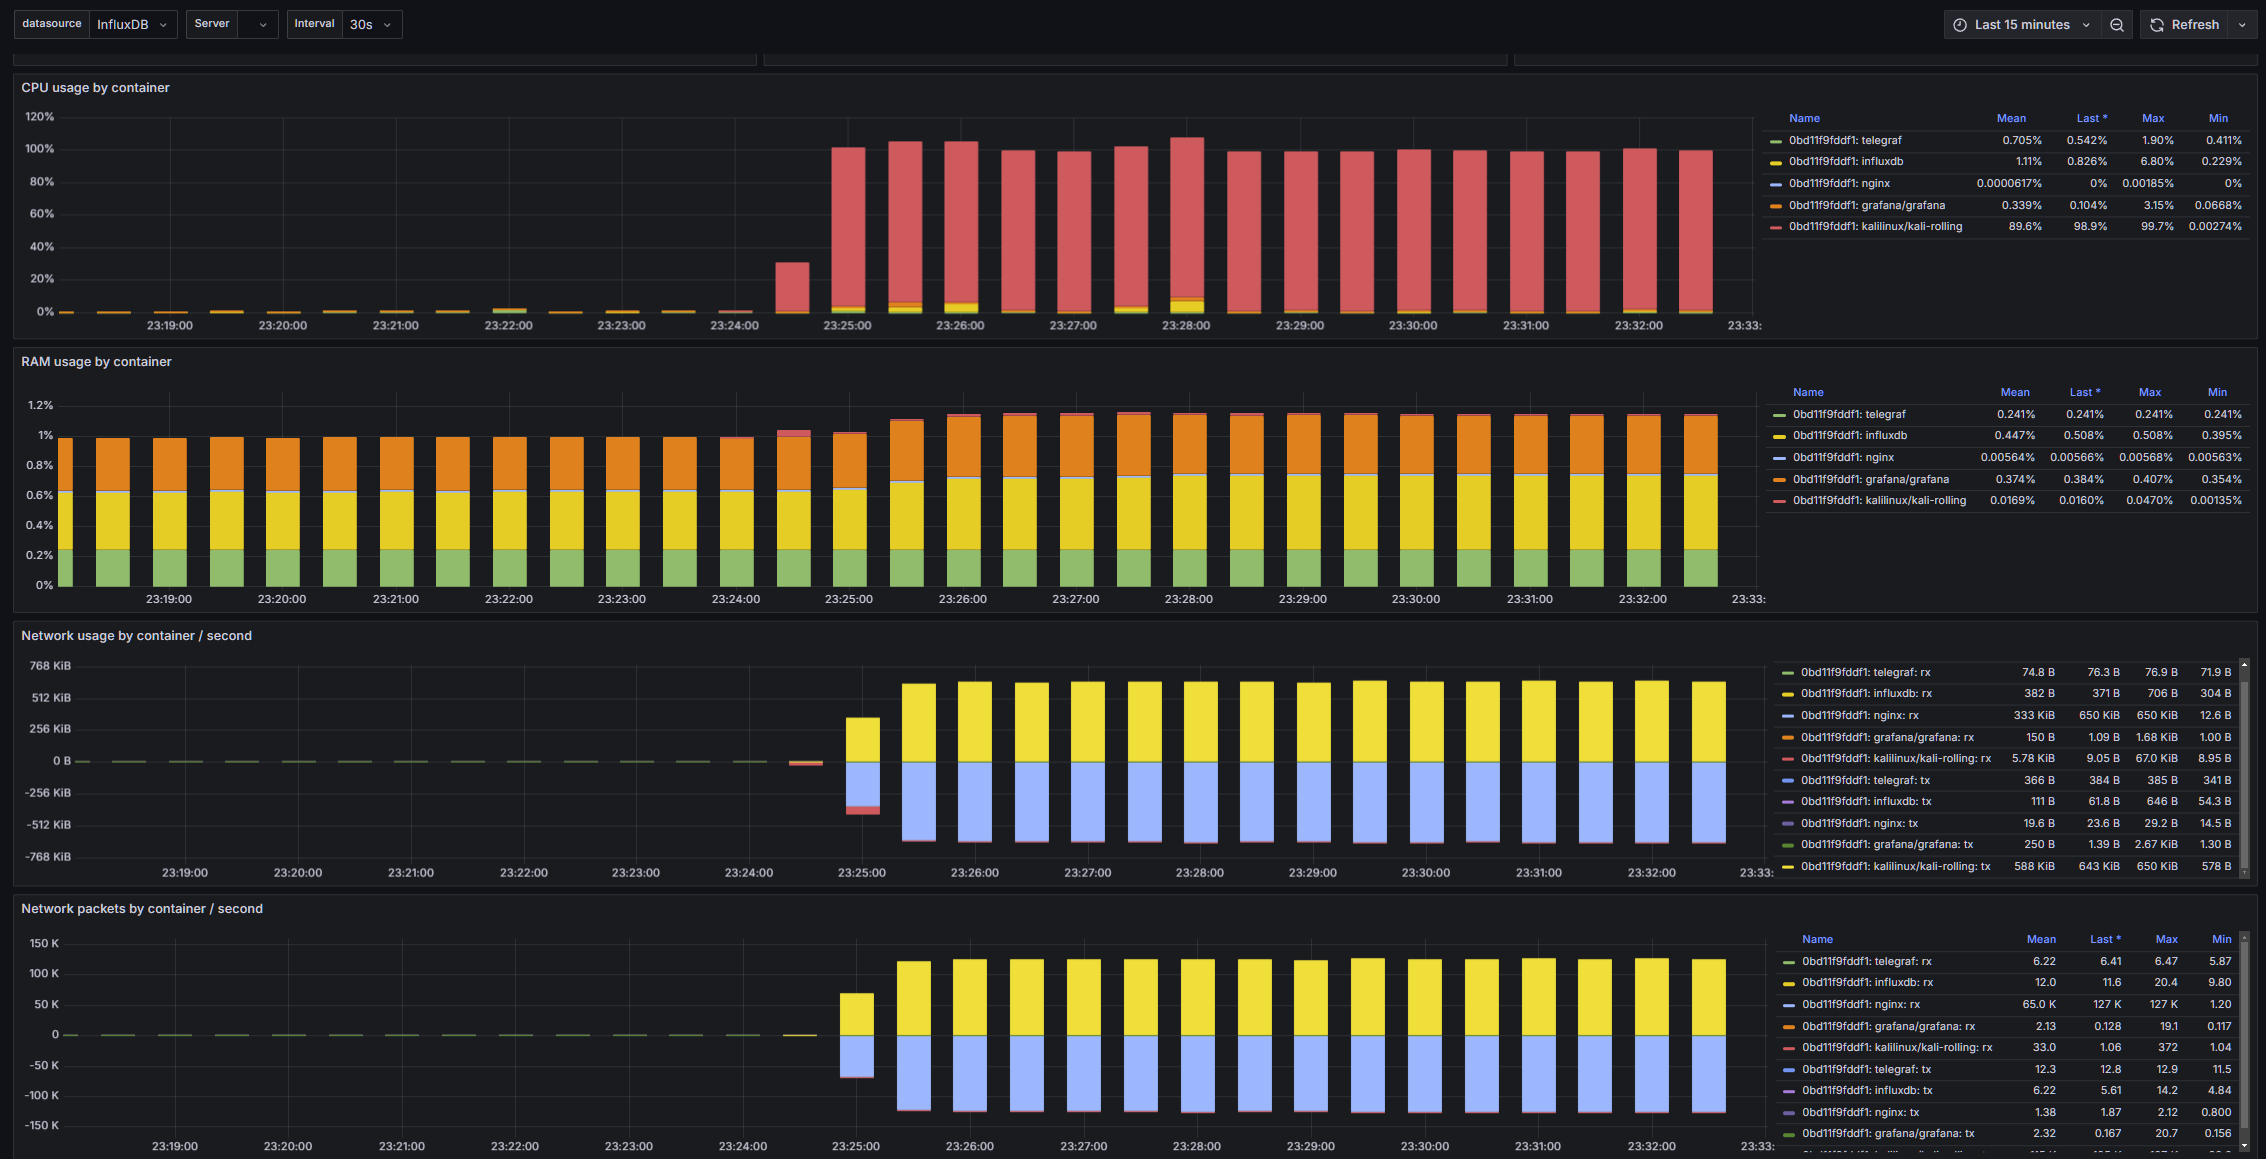 datasource InfluxDB Server Interval 30s Last 15 minutes Refresh
CPU usage by container
120%
100%
80%
60%
40%
20%
0%
23:19:00 23:20:00 23:21:00 23:22:00 23:23:00 23:24:00 23:25:00 23:26:00 23:27:00 23:28:00 23:29:00 23:30:00 23:31:00 23:32:00 23:33:
Name Mean Last * Max Min
0bd11f9fddf1: telegraf 0.705% 0.542% 1.90% 0.411%
0bd11f9fddf1: influxdb 1.11% 0.826% 6.80% 0.229%
0bd11f9fddf1: nginx 0.0000617% 0% 0.00185% 0%
0bd11f9fddf1: grafana/grafana 0.339% 0.104% 3.15% 0.0668%
0bd11f9fddf1: kalilinux/kali-rolling 89.6% 98.9% 99.7% 0.00274%
RAM usage by container
1.2%
1%
0.8%
0.6%
0.4%
0.2%
0%
23:19:00 23:20:00 23:21:00 23:22:00 23:23:00 23:24:00 23:25:00 23:26:00 23:27:00 23:28:00 23:29:00 23:30:00 23:31:00 23:32:00 23:33:
Name Mean Last * Max Min
0bd11f9fddf1: telegraf 0.241% 0.241% 0.241% 0.241%
0bd11f9fddf1: influxdb 0.447% 0.508% 0.508% 0.395%
0bd11f9fddf1: nginx 0.00564% 0.00566% 0.00568% 0.00563%
0bd11f9fddf1: grafana/grafana 0.374% 0.384% 0.407% 0.354%
0bd11f9fddf1: kalilinux/kali-rolling 0.0169% 0.0160% 0.0470% 0.00135%
Network usage by container / second
768 KiB
512 KiB
256 KiB
0 B
-256 KiB
-512 KiB
-768 KiB
23:19:00 23:20:00 23:21:00 23:22:00 23:23:00 23:24:00 23:25:00 23:26:00 23:27:00 23:28:00 23:29:00 23:30:00 23:31:00 23:32:00 23:33:
0bd11f9fddf1: telegraf: rx 74.8 B 76.3 B 76.9 B 71.9 B
0bd11f9fddf1: influxdb: rx 382 B 371 B 706 B 304 B
0bd11f9fddf1: nginx: rx 333 KiB 650 KiB 650 KiB 12.6 B
0bd11f9fddf1: grafana/grafana: rx 150 B 1.09 B 1.68 KiB 1.00 B
0bd11f9fddf1: kalilinux/kali-rolling: rx 5.78 KiB 9.05 B 67.0 KiB 8.95 B
0bd11f9fddf1: telegraf: tx 366 B 384 B 385 B 341 B
0bd11f9fddf1: influxdb: tx 111 B 61.8 B 646 B 54.3 B
0bd11f9fddf1: nginx: tx 19.6 B 23.6 B 29.2 B 14.5 B
0bd11f9fddf1: grafana/grafana: tx 250 B 1.39 B 2.67 KiB 1.30 B
0bd11f9fddf1: kalilinux/kali-rolling: tx 588 KiB 643 KiB 650 KiB 578 B
Network packets by container / second
150 K
100 K
50 K
0
-50 K
-100 K
-150 K
23:19:00 23:20:00 23:21:00 23:22:00 23:23:00 23:24:00 23:25:00 23:26:00 23:27:00 23:28:00 23:29:00 23:30:00 23:31:00 23:32:00 23:33:
Name Mean Last * Max Min
0bd11f9fddf1: telegraf: rx 6.22 6.41 6.47 5.87
0bd11f9fddf1: influxdb: rx 12.0 11.6 20.4 9.80
0bd11f9fddf1: nginx: rx 65.0 K 127 K 127 K 1.20
0bd11f9fddf1: grafana/grafana: rx 2.13 0.128 19.1 0.117
0bd11f9fddf1: kalilinux/kali-rolling: rx 33.0 1.06 372 1.04
0bd11f9fddf1: telegraf: tx 12.3 12.8 12.9 11.5
0bd11f9fddf1: influxdb: tx 6.22 5.61 14.2 4.84
0bd11f9fddf1: nginx: tx 1.38 1.87 2.12 0.800
0bd11f9fddf1: grafana/grafana: tx 2.32 0.167 20.7 0.156